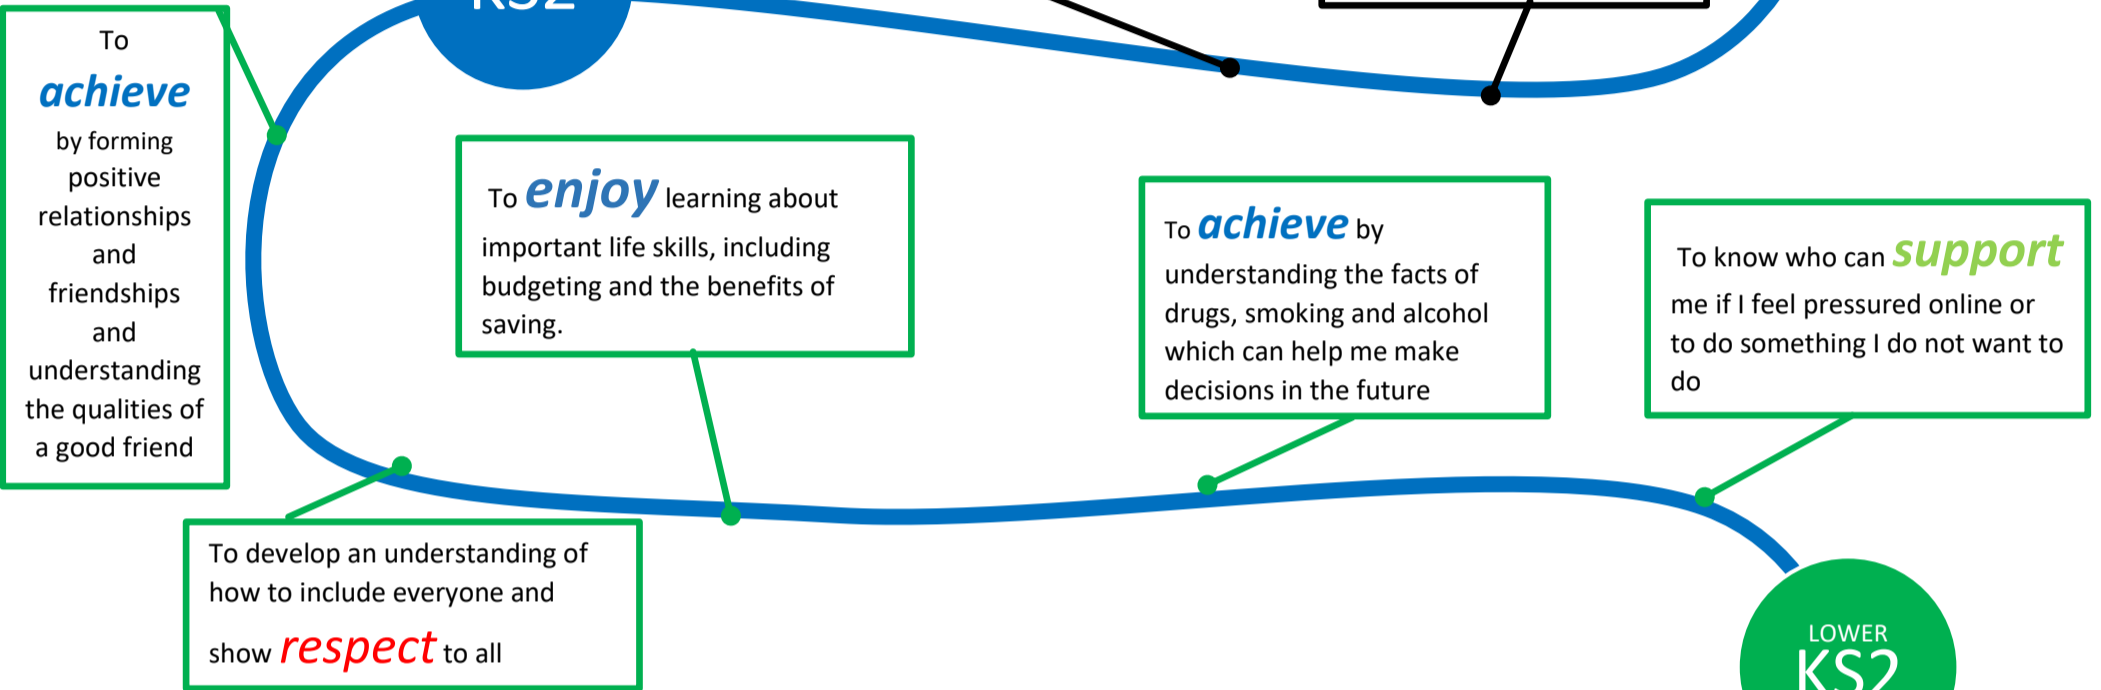 KS2
To
achieve
by forming
positive
relationships
and
friendships
and
understanding
the qualities of
a good friend
To enjoy learning about
important life skills, including
budgeting and the benefits of
saving.
To achieve by
understanding the facts of
drugs, smoking and alcohol
which can help me make
decisions in the future
To know who can support
me if I feel pressured online or
to do something I do not want to
do
To develop an understanding of
how to include everyone and
show respect to all
LOWER
KS2